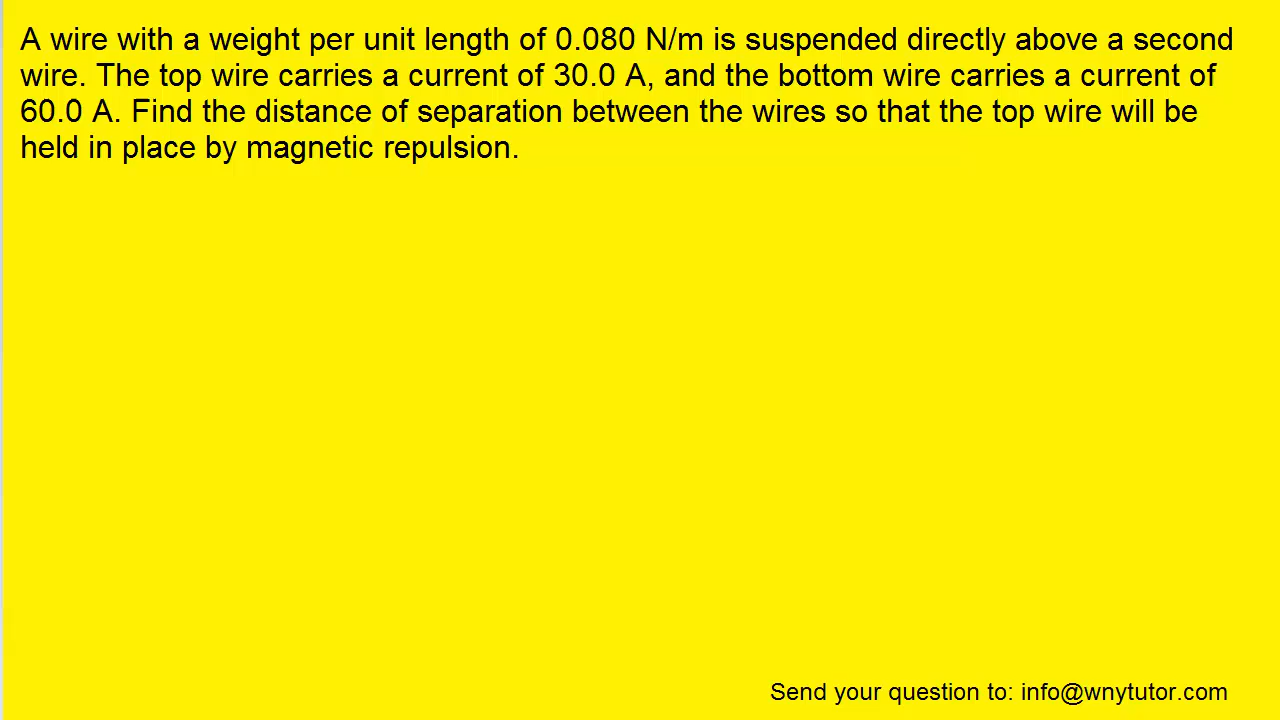 A wire with a weight per unit length of 0.080 N/m is suspended directly above a second
wire. The top wire carries a current of 30.0 A, and the bottom wire carries a current of
60.0 A. Find the distance of separation between the wires so that the top wire will be
held in place by magnetic repulsion.
Send your question to: info@wnytutor.com